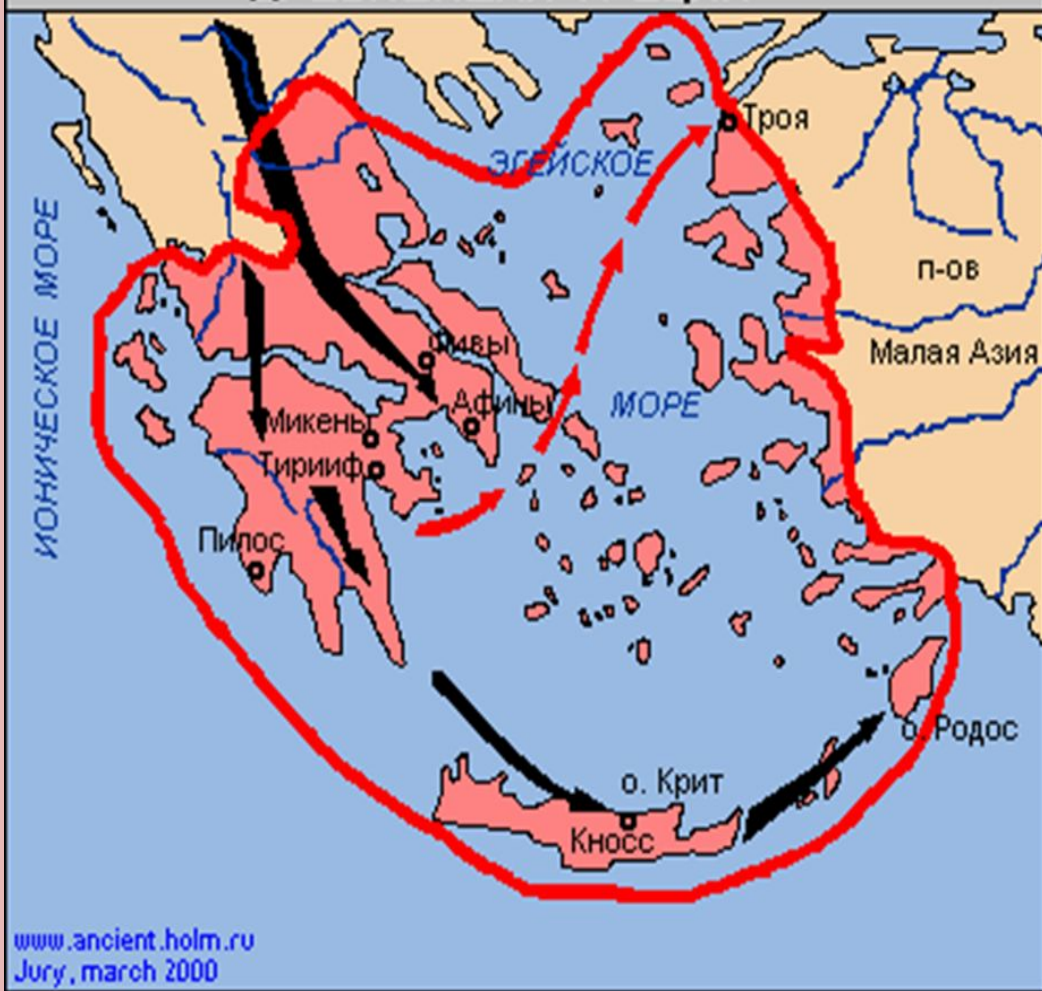 Троя
ЭГЕЙСКОЕ
ИОНИЧЕСКОЕ МОРЕ
п-ов
Малая Азия
Фивы
Афины
МОРЕ
Микены
Тирииф
Пилос
о. Родос
о. Крит
Кносс
www.ancient.holm.ru
Jury, march 2000